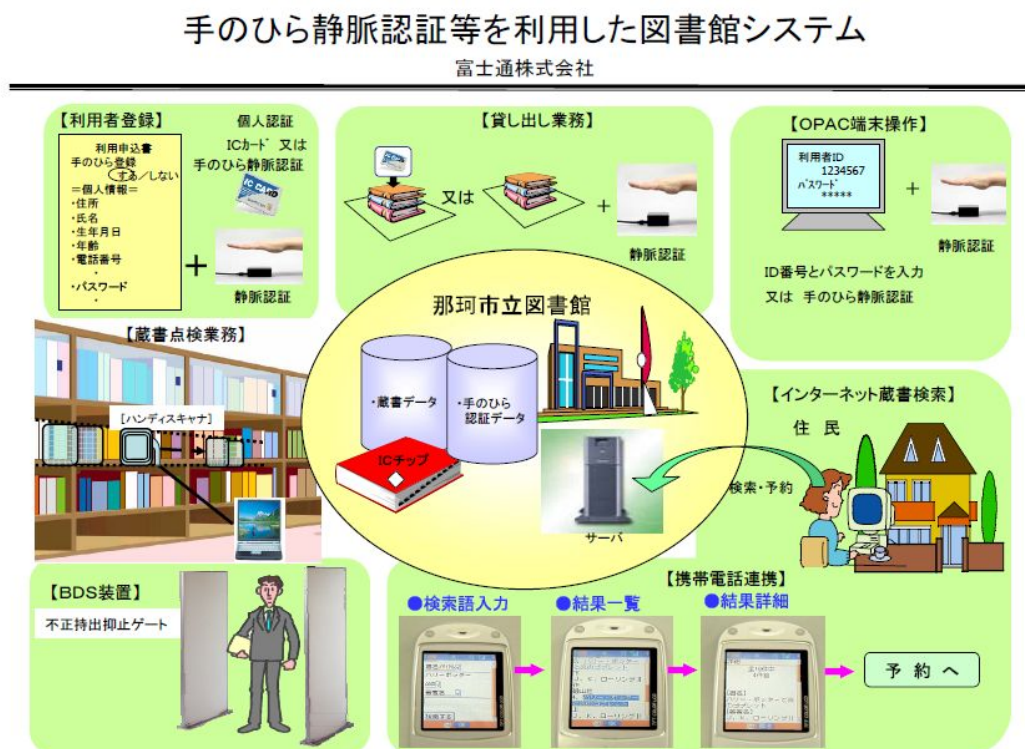 手のひら静脈認証等を利用した図書館システム
富士通株式会社
【利用者登録】
利用申込書
手のひら登録
する／しない
＝個人情報＝
・住所
・氏名
・生年月日
・年齢
・電話番号
・
・パスワード
・
個人認証
ICカード 又は
手のひら静脈認証
IC CARD
＋
静脈認証
【貸し出し業務】
又は
＋
静脈認証
【OPAC端末操作】
利用者ID
1234567
パスワード
*****
＋
静脈認証
ID番号とパスワードを入力
又は 手のひら静脈認証
【蔵書点検業務】
[ハンディスキャナ]
那珂市立図書館
・蔵書データ
・手のひら
認証データ
ICチップ
サーバ
【インターネット蔵書検索】
住 民
検索・予約
【BDS装置】
不正持出抑止ゲート
【携帯電話連携】
●検索語入力
●結果一覧
●結果詳細
予 約 へ